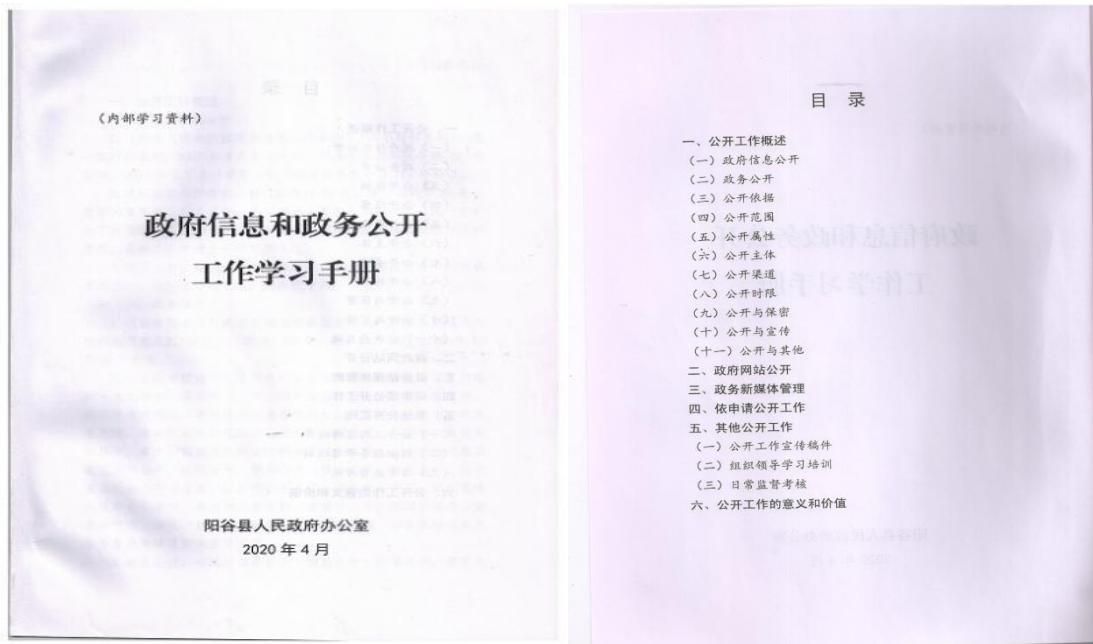 （内部学习资料）
政府信息和政务公开
工作学习手册
阳谷县人民政府办公室
2020 年 4 月
目 录
一、公开工作概述
（一）政府信息公开
（二）政务公开
（三）公开依据
（四）公开范围
（五）公开属性
（六）公开主体
（七）公开渠道
（八）公开时限
（九）公开与保密
（十）公开与宣传
（十一）公开与其他
二、政府网站公开
三、政务新媒体管理
四、依申请公开工作
五、其他公开工作
（一）公开工作宣传稿件
（二）组织领导学习培训
（三）日常监督考核
六、公开工作的意义和价值